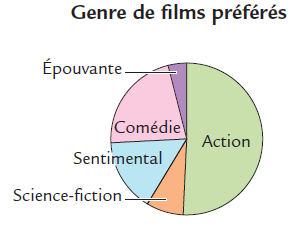 Genre de films préférés
Épouvante
Comédie
Action
Sentimental
Science-fiction